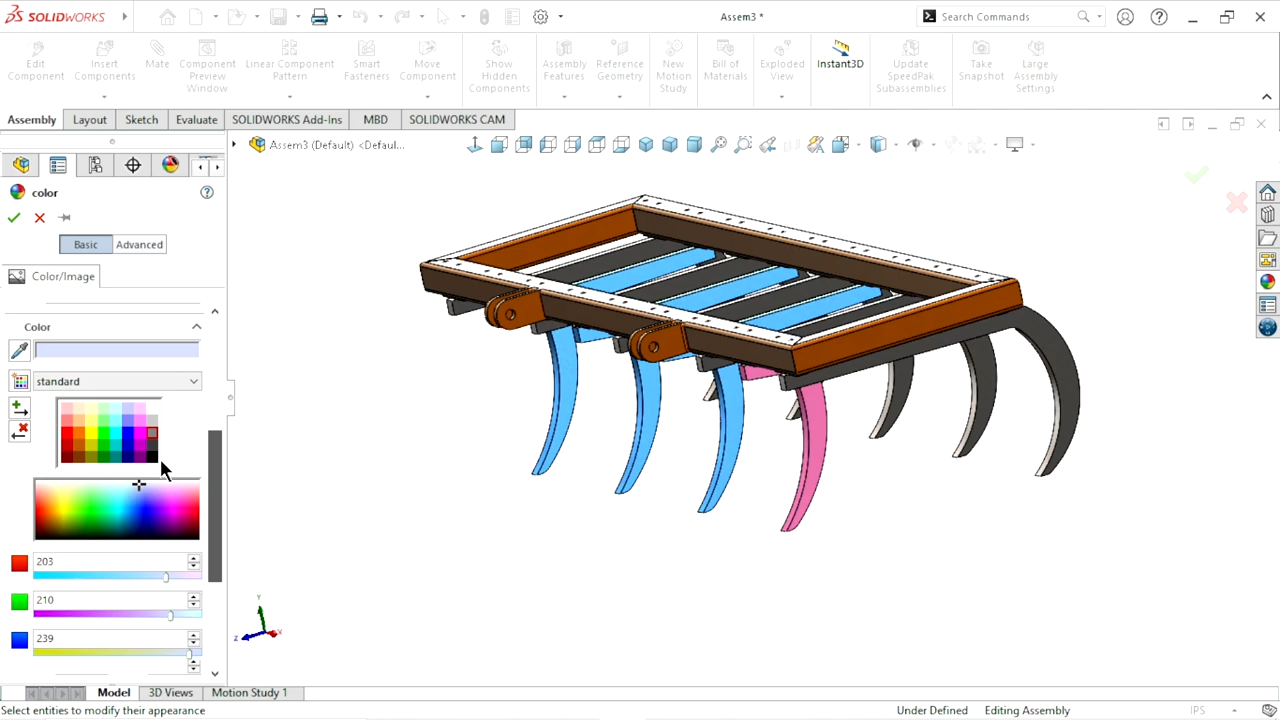 SOLIDWORKS
Assem3 *
Search Commands
Edit Component
Insert Components
Mate
Component Preview Window
Linear Component Pattern
Smart Fasteners
Move Component
Show Hidden Components
Assembly Features
Reference Geometry
New Motion Study
Bill of Materials
Exploded View
Instant3D
Update SpeedPak Subassemblies
Take Snapshot
Large Assembly Settings
Assembly
Layout
Sketch
Evaluate
SOLIDWORKS Add-Ins
MBD
SOLIDWORKS CAM
Assem3 (Default) <Defaul...
color
Basic
Advanced
Color/Image
Color
standard
203
210
239
Y
Z
X
Model
3D Views
Motion Study 1
Select entities to modify their appearance
Under Defined
Editing Assembly
IPS